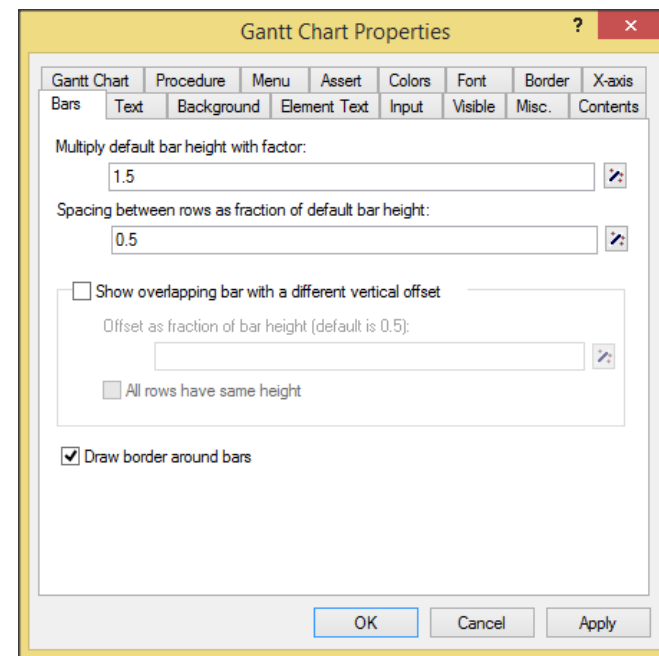 Gantt Chart Properties ? ×
Gantt Chart Procedure Menu Assert Colors Font Border X-axis
Bars Text Background Element Text Input Visible Misc. Contents
Multiply default bar height with factor:
1.5
Spacing between rows as fraction of default bar height:
0.5
Show overlapping bar with a different vertical offset
Offset as fraction of bar height (default is 0.5):
All rows have same height
Draw border around bars
OK Cancel Apply